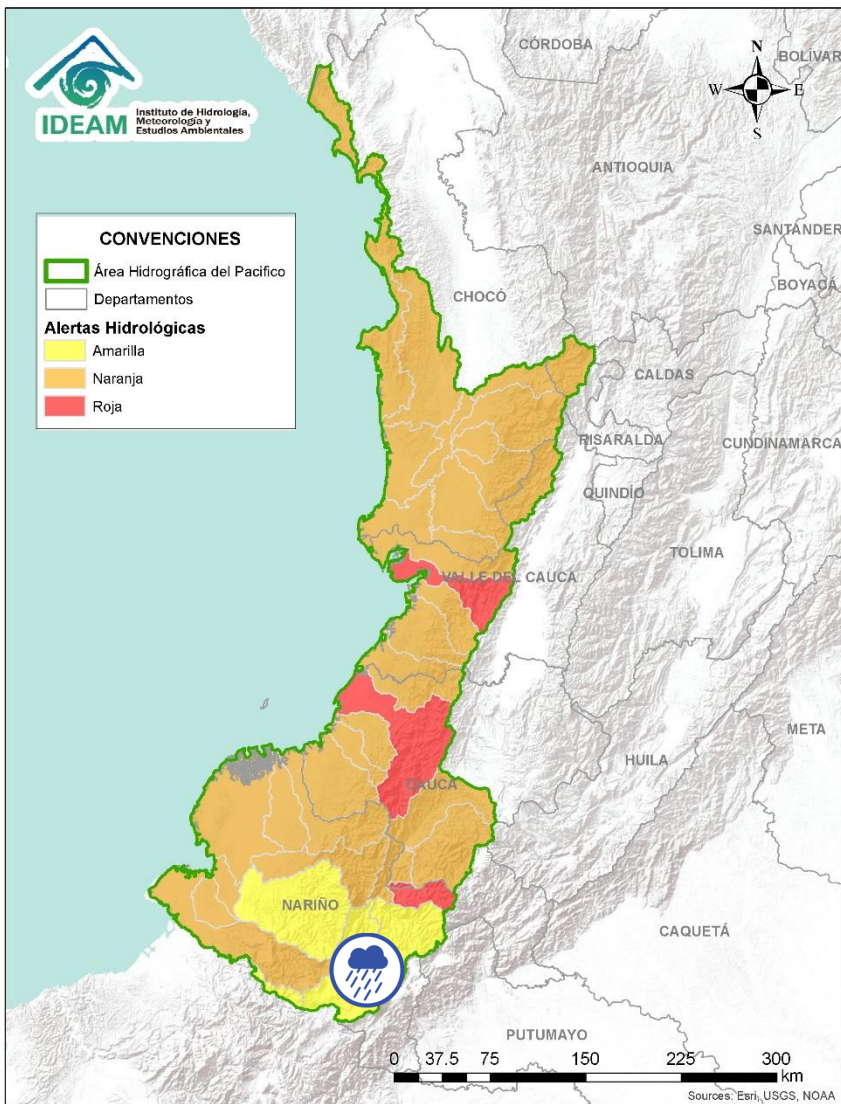 CÓRDOBA
BOLÍVAR
N
W
E
S
IDEAM
Instituto de Hidrología,
Meteorología y
Estudios Ambientales
ANTIOQUIA
SANTANDER
BOYACÁ
CONVENCIONES
Área Hidrográfica del Pacifico
Departamentos
Alertas Hidrológicas
Amarilla
Naranja
Roja
CHOCÓ
CALDAS
RISARALDA
CUNDINAMARCA
QUINDÍO
TOLIMA
VALLE DEL CAUCA
META
HUILA
CAUCA
NARIÑO
CAQUETÁ
PUTUMAYO
0 37.5 75 150 225 300
km
Sources: Esri, USGS, NOAA